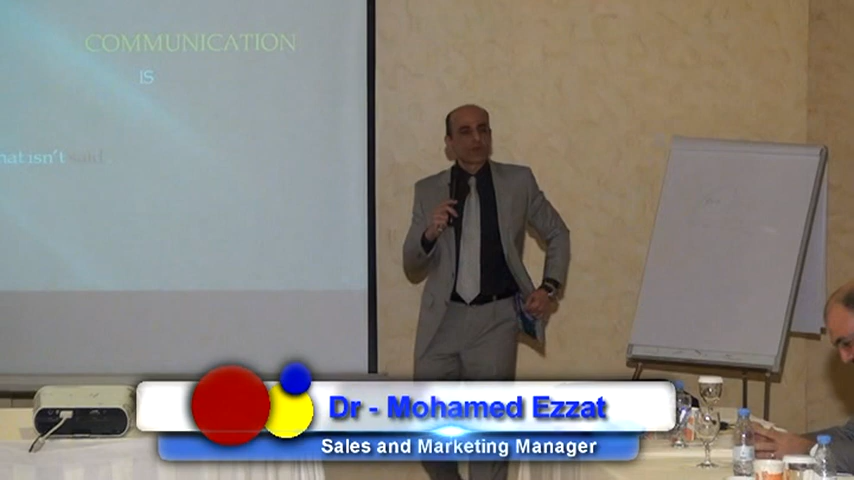 COMMUNICATION
IS
hat isn't said
Dr - Mohamed Ezzat
Sales and Marketing Manager